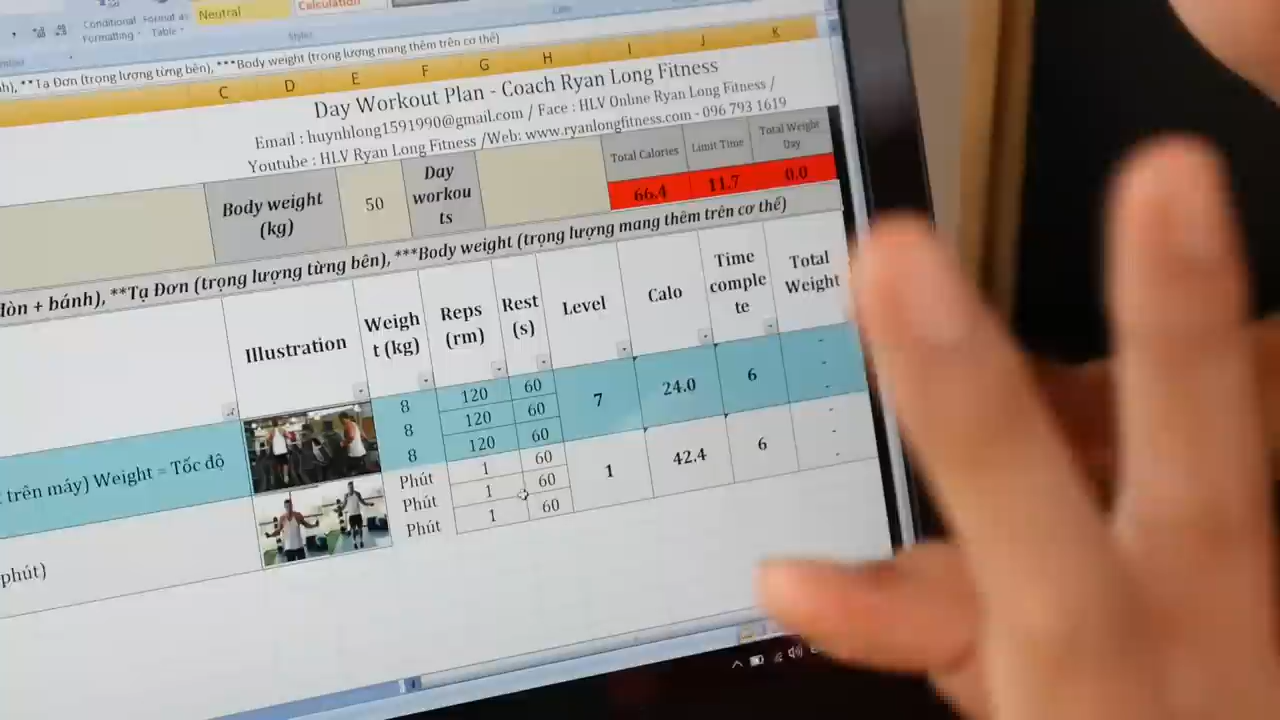 Conditional
Formatting
Format as
Table
Neutral
Calculation
Styles
**Tạ Đơn (trọng lượng từng bên), ***Body weight (trọng lượng mang thêm trên cơ thể)
C D E F G H I J K
Day Workout Plan - Coach Ryan Long Fitness
Email : huynhlong1591990@gmail.com / Face : HLV Online Ryan Long Fitness /
Youtube : HLV Ryan Long Fitness /Web: www.ryanlongfitness.com - 096 793 1619
Body weight (kg)
50
Day workouts
Total Calories
Limit Time
Total Weight Day
66.4 11.7 0.0
+ bánh), **Tạ Đơn (trọng lượng từng bên), ***Body weight (trọng lượng mang thêm trên cơ thể)
Illustration
Weight (kg)
Reps (rm)
Rest (s)
Level
Calo
Time complete
Total Weight
trên máy) Weight = Tốc độ
8 120 60
8 120 60
8 120 60
7 24.0 6
- - -
phút)
Phút 1 60
Phút 1 60
Phút 1 60
1 42.4 6
- -